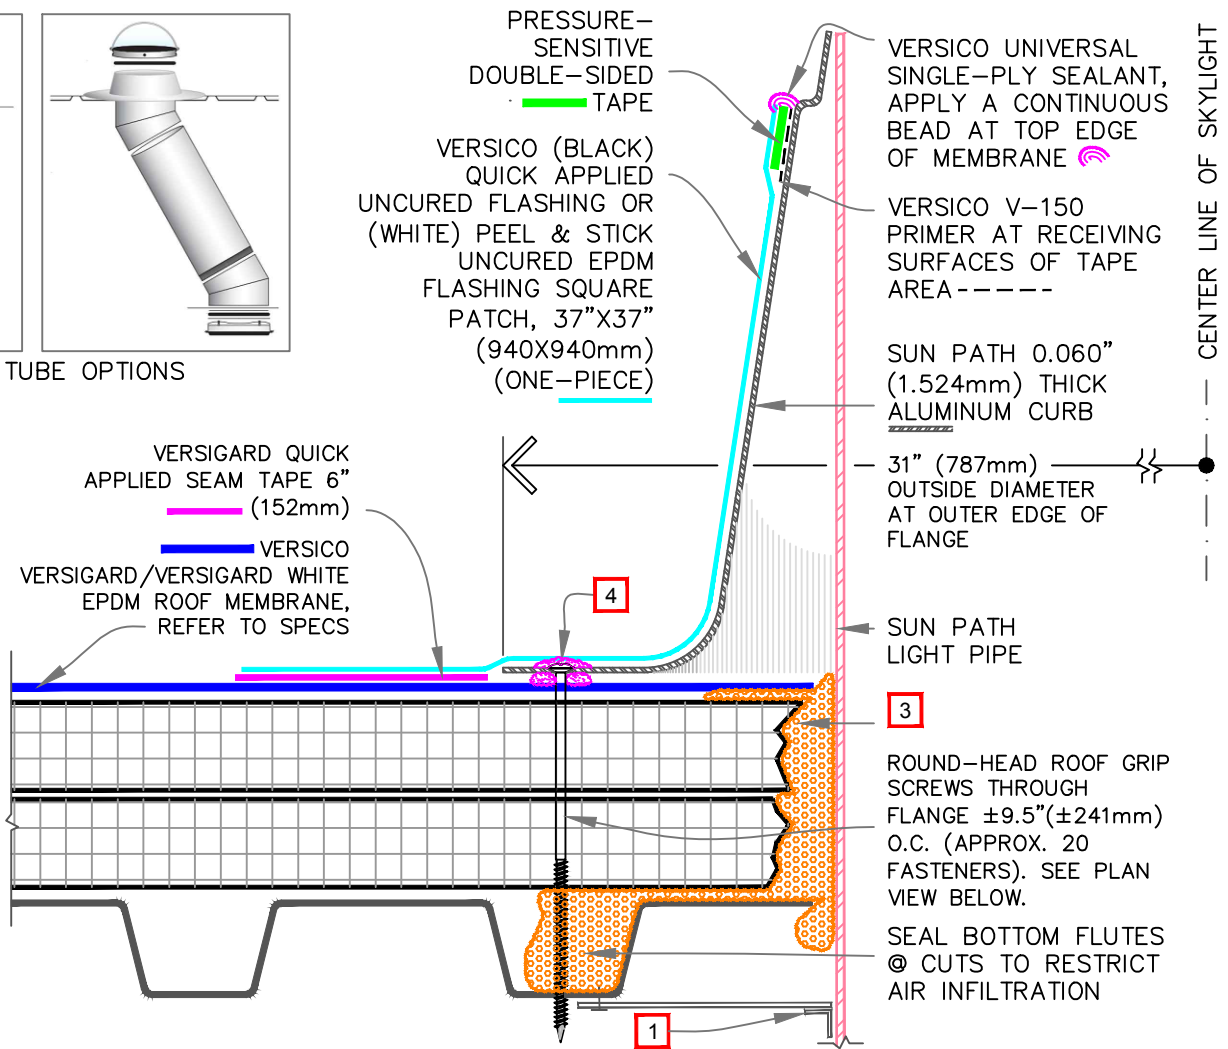 PRESSURE–
SENSITIVE
DOUBLE–SIDED
TAPE
VERSICO (BLACK)
QUICK APPLIED
UNCURED FLASHING OR
(WHITE) PEEL & STICK
UNCURED EPDM
FLASHING SQUARE
PATCH, 37”X37”
(940X940mm)
(ONE–PIECE)
TUBE OPTIONS
VERSIGARD QUICK
APPLIED SEAM TAPE 6”
(152mm)
VERSICO
VERSIGARD/VERSIGARD WHITE
EPDM ROOF MEMBRANE,
REFER TO SPECS
4
VERSICO UNIVERSAL
SINGLE–PLY SEALANT,
APPLY A CONTINUOUS
BEAD AT TOP EDGE
OF MEMBRANE
VERSICO V–150
PRIMER AT RECEIVING
SURFACES OF TAPE
AREA
SUN PATH 0.060”
(1.524mm) THICK
ALUMINUM CURB
31” (787mm)
OUTSIDE DIAMETER
AT OUTER EDGE OF
FLANGE
SUN PATH
LIGHT PIPE
3
ROUND–HEAD ROOF GRIP
SCREWS THROUGH
FLANGE ±9.5”(±241mm)
O.C. (APPROX. 20
FASTENERS). SEE PLAN
VIEW BELOW.
SEAL BOTTOM FLUTES
@ CUTS TO RESTRICT
AIR INFILTRATION
1
CENTER LINE OF SKYLIGHT